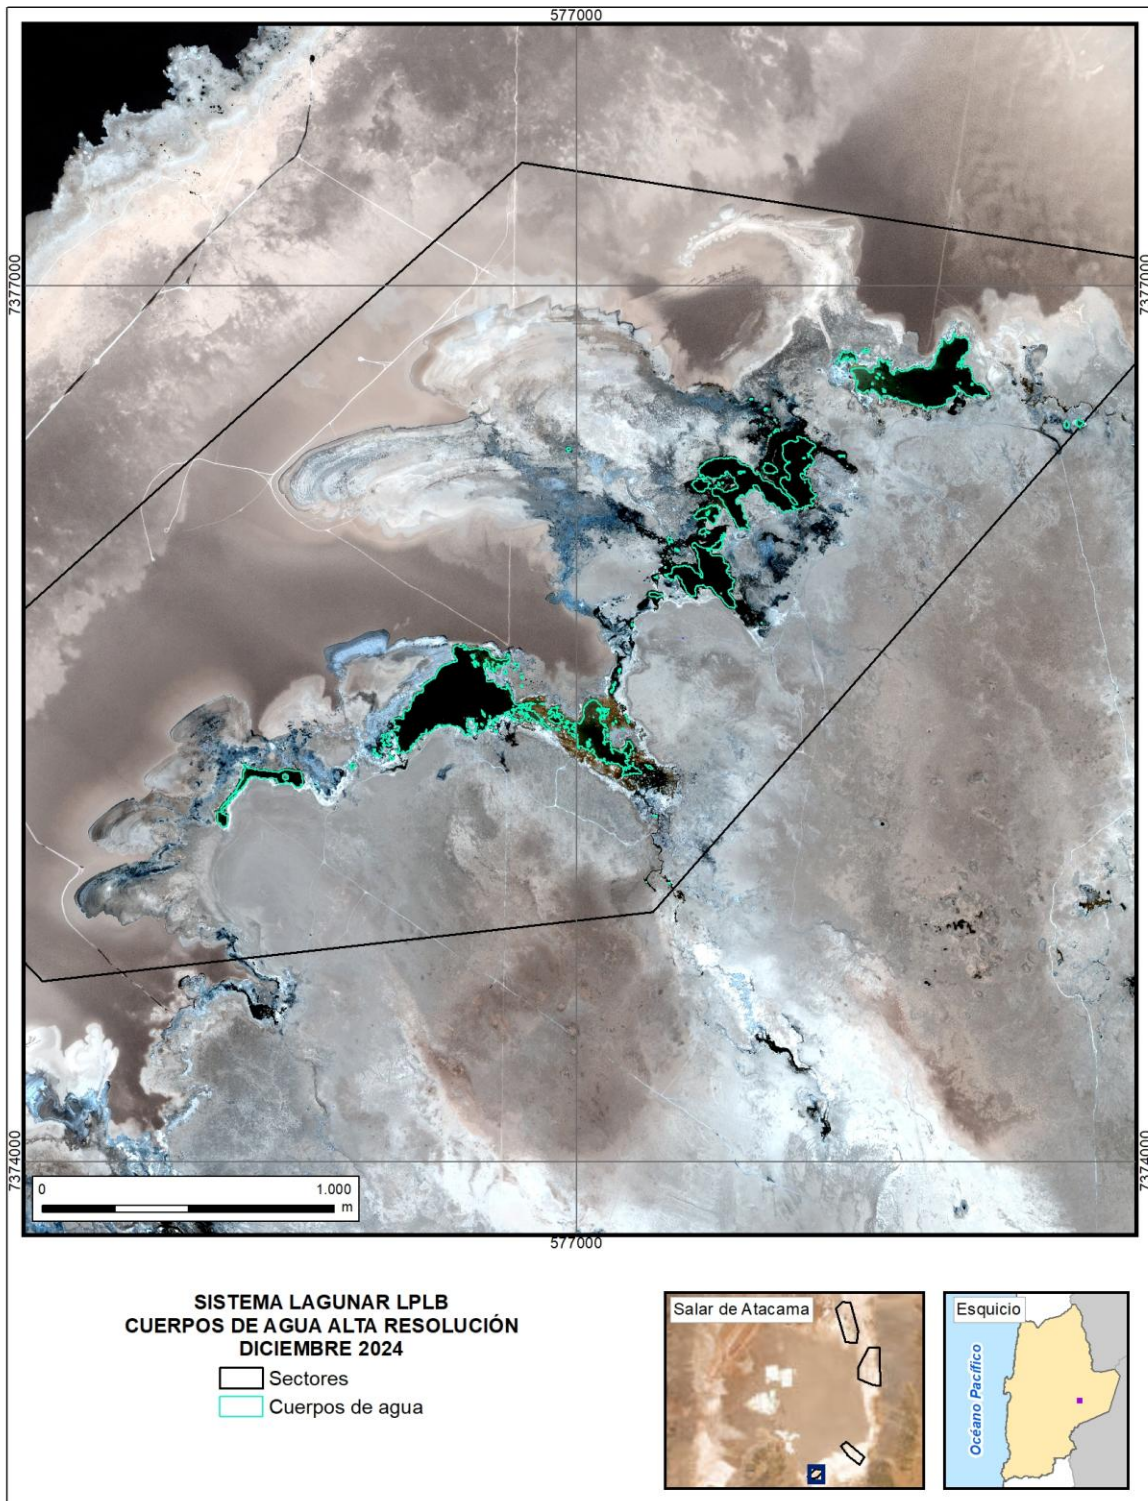 577000
7377000
7377000
7374000
7374000
0
1.000
m
577000
SISTEMA LAGUNAR LPLB
CUERPOS DE AGUA ALTA RESOLUCIÓN
DICIEMBRE 2024
Sectores
Cuerpos de agua
Salar de Atacama
Esquicio
Océano Pacífico